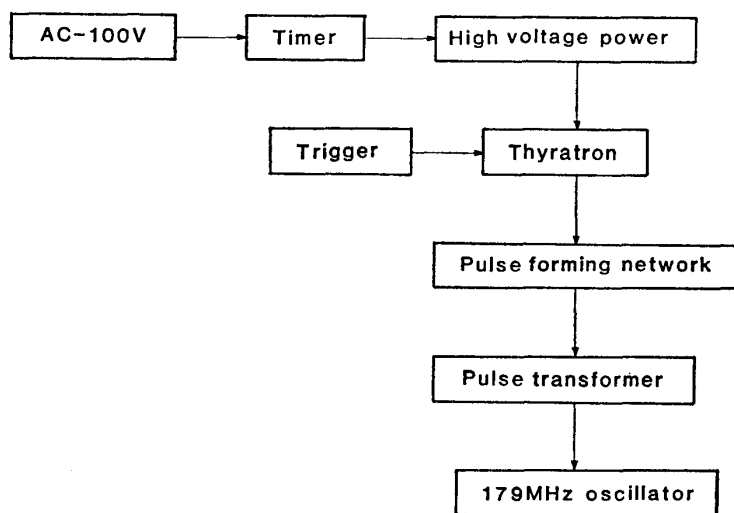 AC~100V
Timer
High voltage power
Trigger
Thyratron
Pulse forming network
Pulse transformer
179MHz oscillator